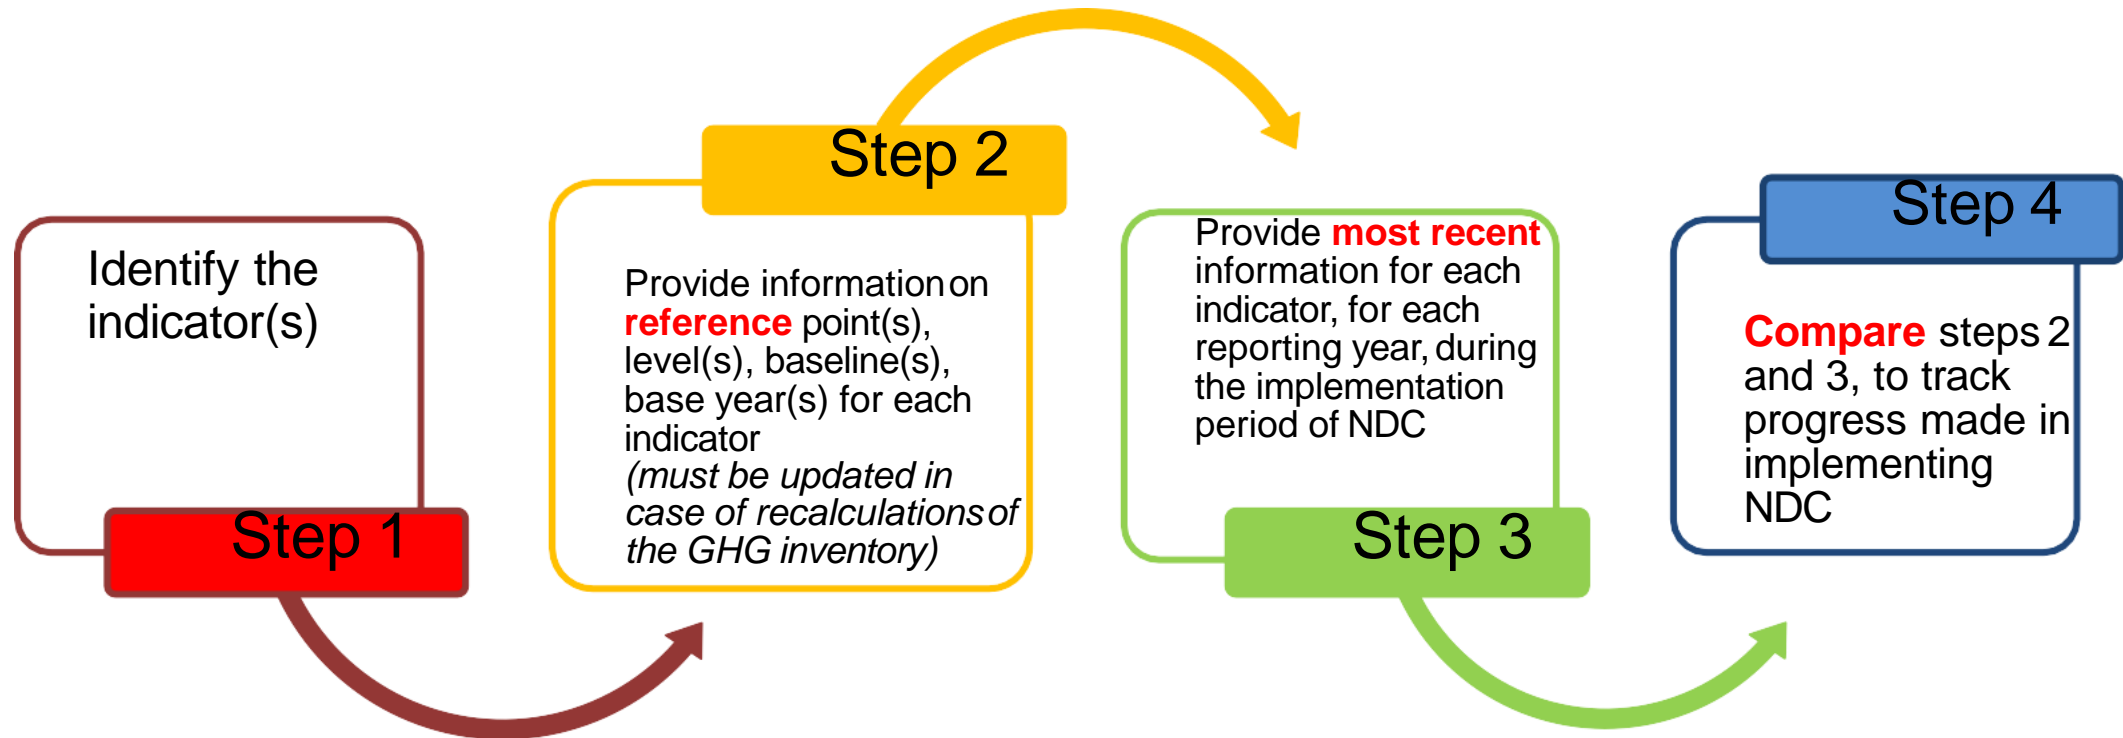 Identify the
indicator(s)
Step 1
Step 2
Provide information on
reference point(s),
level(s), baseline(s),
base year(s) for each
indicator
(must be updated in
case of recalculations of
the GHG inventory)
Provide most recent
information for each
indicator, for each
reporting year, during
the implementation
period of NDC
Step 3
Step 4
Compare steps 2
and 3, to track
progress made in
implementing
NDC